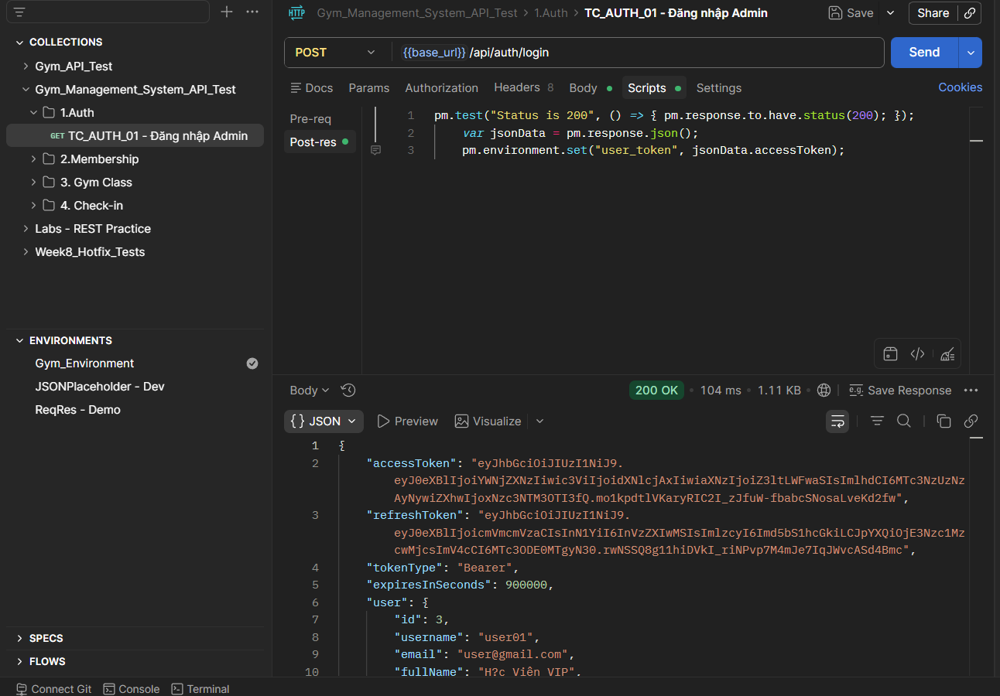 COLLECTIONS
Gym_API_Test
Gym_Management_System_API_Test
1.Auth
GET TC_AUTH_01 - Đăng nhập Admin
2.Membership
3. Gym Class
4. Check-in
Labs - REST Practice
Week8_Hotfix_Tests
ENVIRONMENTS
Gym_Environment
JSONPlaceholder - Dev
ReqRes - Demo
SPECS
FLOWS
HTTP Gym_Management_System_API_Test > 1.Auth > TC_AUTH_01 - Đăng nhập Admin Save Share
POST {{base_url}} /api/auth/login Send
Docs Params Authorization Headers 8 Body Scripts Settings Cookies
Pre-req
Post-res
1 pm.test("Status is 200", () => { pm.response.to.have.status(200); });
2 var jsonData = pm.response.json();
3 pm.environment.set("user_token", jsonData.accessToken);
Body 200 OK 104 ms 1.11 KB e.g. Save Response
{} JSON Preview Visualize
1 {
2 "accessToken": "eyJhbGciOiJIUzI1NiJ9.
eyJ0eXBlIjoiYWNjZXNzIiwic3ViIjoidXNlcjAxIiwiaXNzIjoiZ3ltLWFwaSIsImlhdCI6MTc3NzUzNz
AyNywiZXhwIjoxNzc3NTM3OTI3fQ.mo1kpdtlVKaryRIC2I_zJfuW-fbabcSNosaLveKd2fw",
3 "refreshToken": "eyJhbGciOiJIUzI1NiJ9.
eyJ0eXBlIjoicmVmcmVzaCIsInN1YiI6InVzZXIwMSIsImlzcyI6Imd5bS1hcGkiLCJpYXQiOjE3Nzc1Mz
cwMjcsImV4cCI6MTc3ODE0MTgyN30.rwNSSQ8g11hiDVkI_riNPvp7M4mJe7IqJWvcASd4Bmc",
4 "tokenType": "Bearer",
5 "expiresInSeconds": 900000,
6 "user": {
7 "id": 3,
8 "username": "user01",
9 "email": "user@gmail.com",
10 "fullName": "H?c Viên VIP",
Connect Git Console Terminal